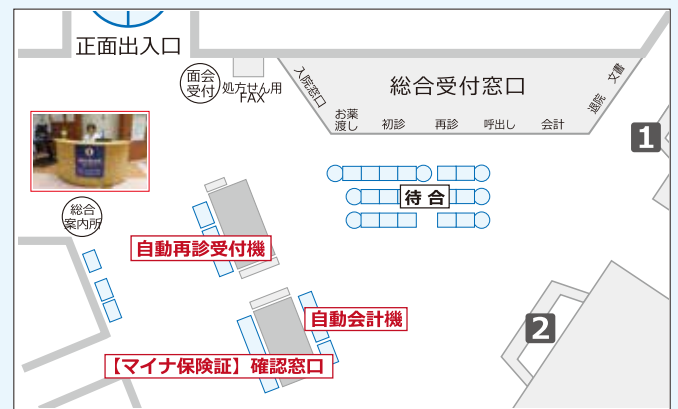 正面出入口
面会
受付
処方せん用
FAX
入院窓口
総合受付窓口
文書
退院
お薬
渡し
初診
再診
呼出し
会計
1
待合
総合
案内所
自動再診受付機
自動会計機
2
【マイナ保険証】確認窓口